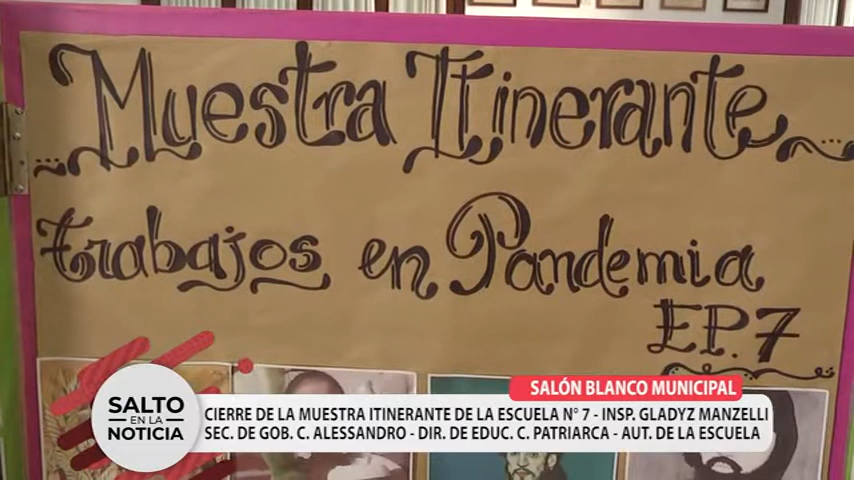 Muestra Itinerante
trabajos en Pandemia
EP. 7
SALÓN BLANCO MUNICIPAL
SALTO
EN LA
NOTICIA
CIERRE DE LA MUESTRA ITINERANTE DE LA ESCUELA N° 7 - INSP. GLADYZ MANZELLI
SEC. DE GOB. C. ALESSANDRO - DIR. DE EDUC. C. PATRIARCA - AUT. DE LA ESCUELA